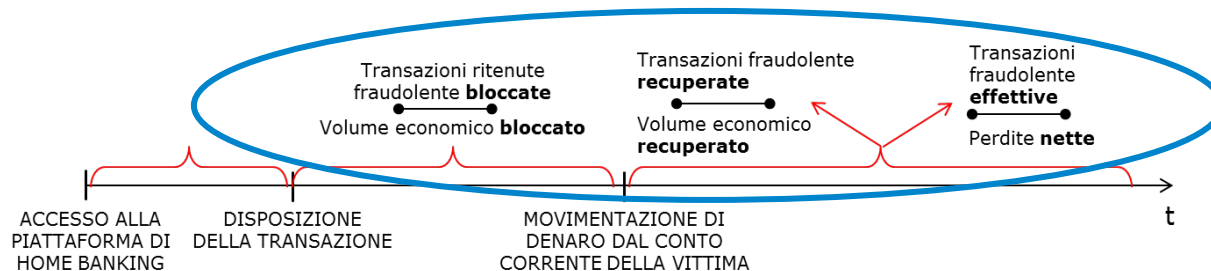 Transazioni ritenute
fraudolente bloccate
Volume economico bloccato
Transazioni fraudolente
recuperate
Volume economico
recuperato
Transazioni
fraudolente
effettive
Perdite nette
t
ACCESSO ALLA
PIATTAFORMA DI
HOME BANKING
DISPOSIZIONE
DELLA TRANSAZIONE
MOVIMENTAZIONE DI
DENARO DAL CONTO
CORRENTE DELLA VITTIMA